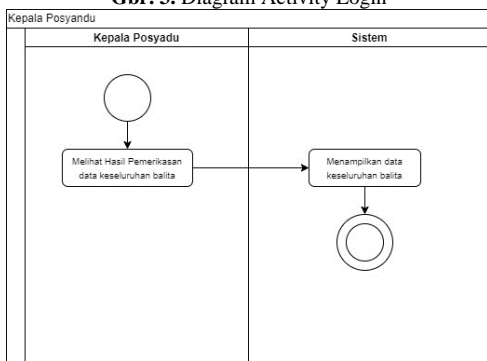 Gbr. 3. Diagram Activity Login
Kepala Posyandu
Kepala Posyadu
Sistem
Melihat Hasil Pemerikasan
data keseluruhan balita
Menampilkan data
keseluruhan balita